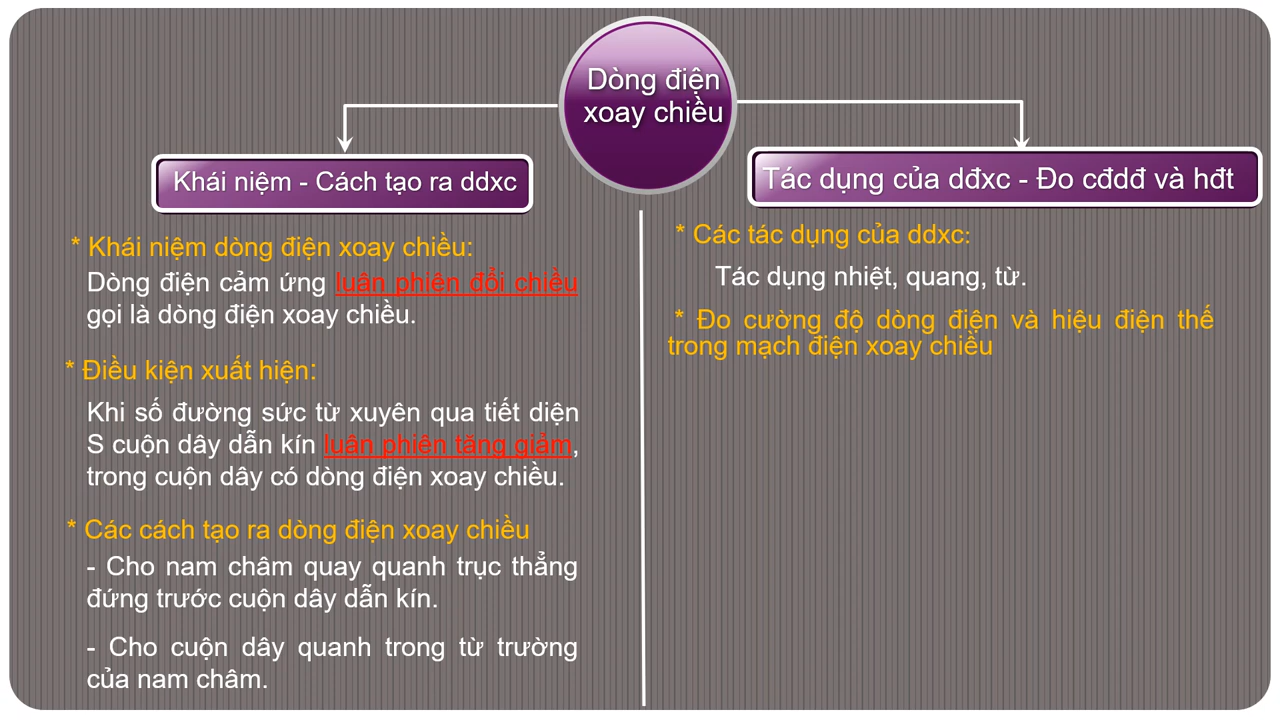 Dòng điện
xoay chiều
Khái niệm - Cách tạo ra ddxc
* Khái niệm dòng điện xoay chiều:
Dòng điện cảm ứng luân phiên đổi chiều
gọi là dòng điện xoay chiều.
* Điều kiện xuất hiện:
Khi số đường sức từ xuyên qua tiết diện
S cuộn dây dẫn kín luân phiên tăng giảm,
trong cuộn dây có dòng điện xoay chiều.
* Các cách tạo ra dòng điện xoay chiều
- Cho nam châm quay quanh trục thẳng
đứng trước cuộn dây dẫn kín.
- Cho cuộn dây quanh trong từ trường
của nam châm.
Tác dụng của dđxc - Đo cđdđ và hđt
* Các tác dụng của ddxc:
Tác dụng nhiệt, quang, từ.
* Đo cường độ dòng điện và hiệu điện thế
trong mạch điện xoay chiều